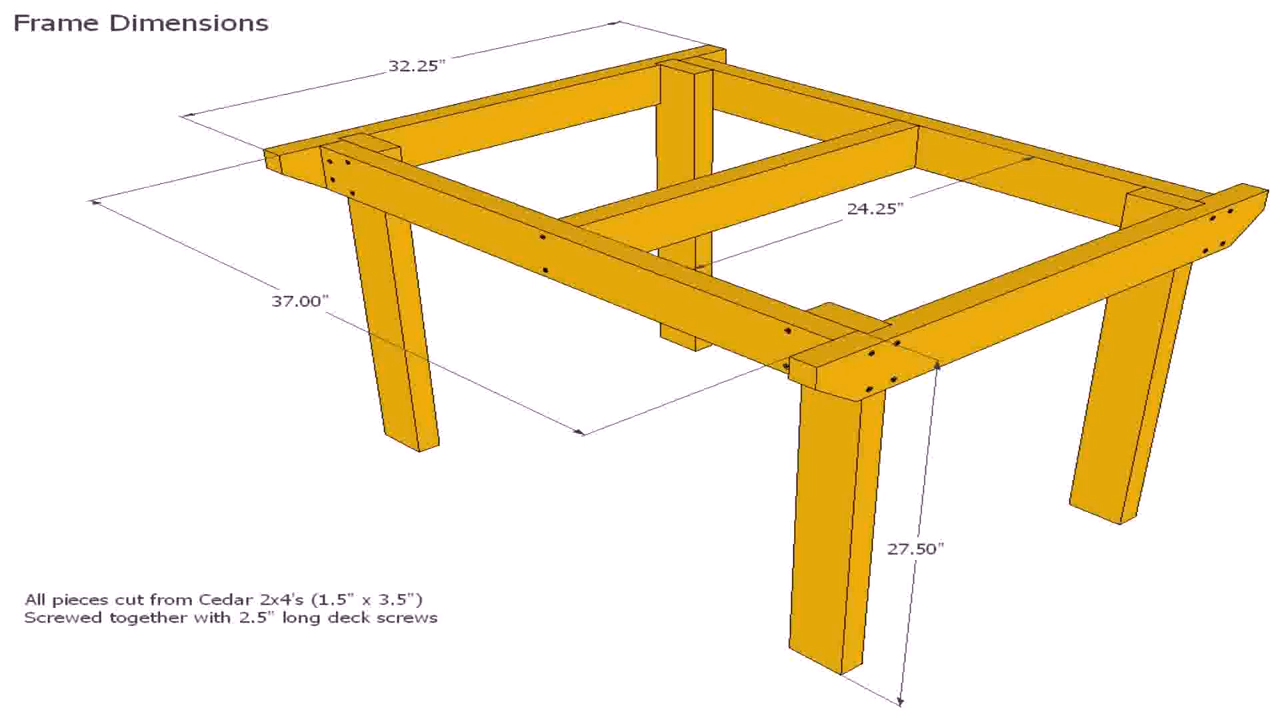 Frame Dimensions
32.25"
24.25"
37.00"
27.50"
All pieces cut from Cedar 2x4's (1.5" x 3.5")
Screwed together with 2.5" long deck screws